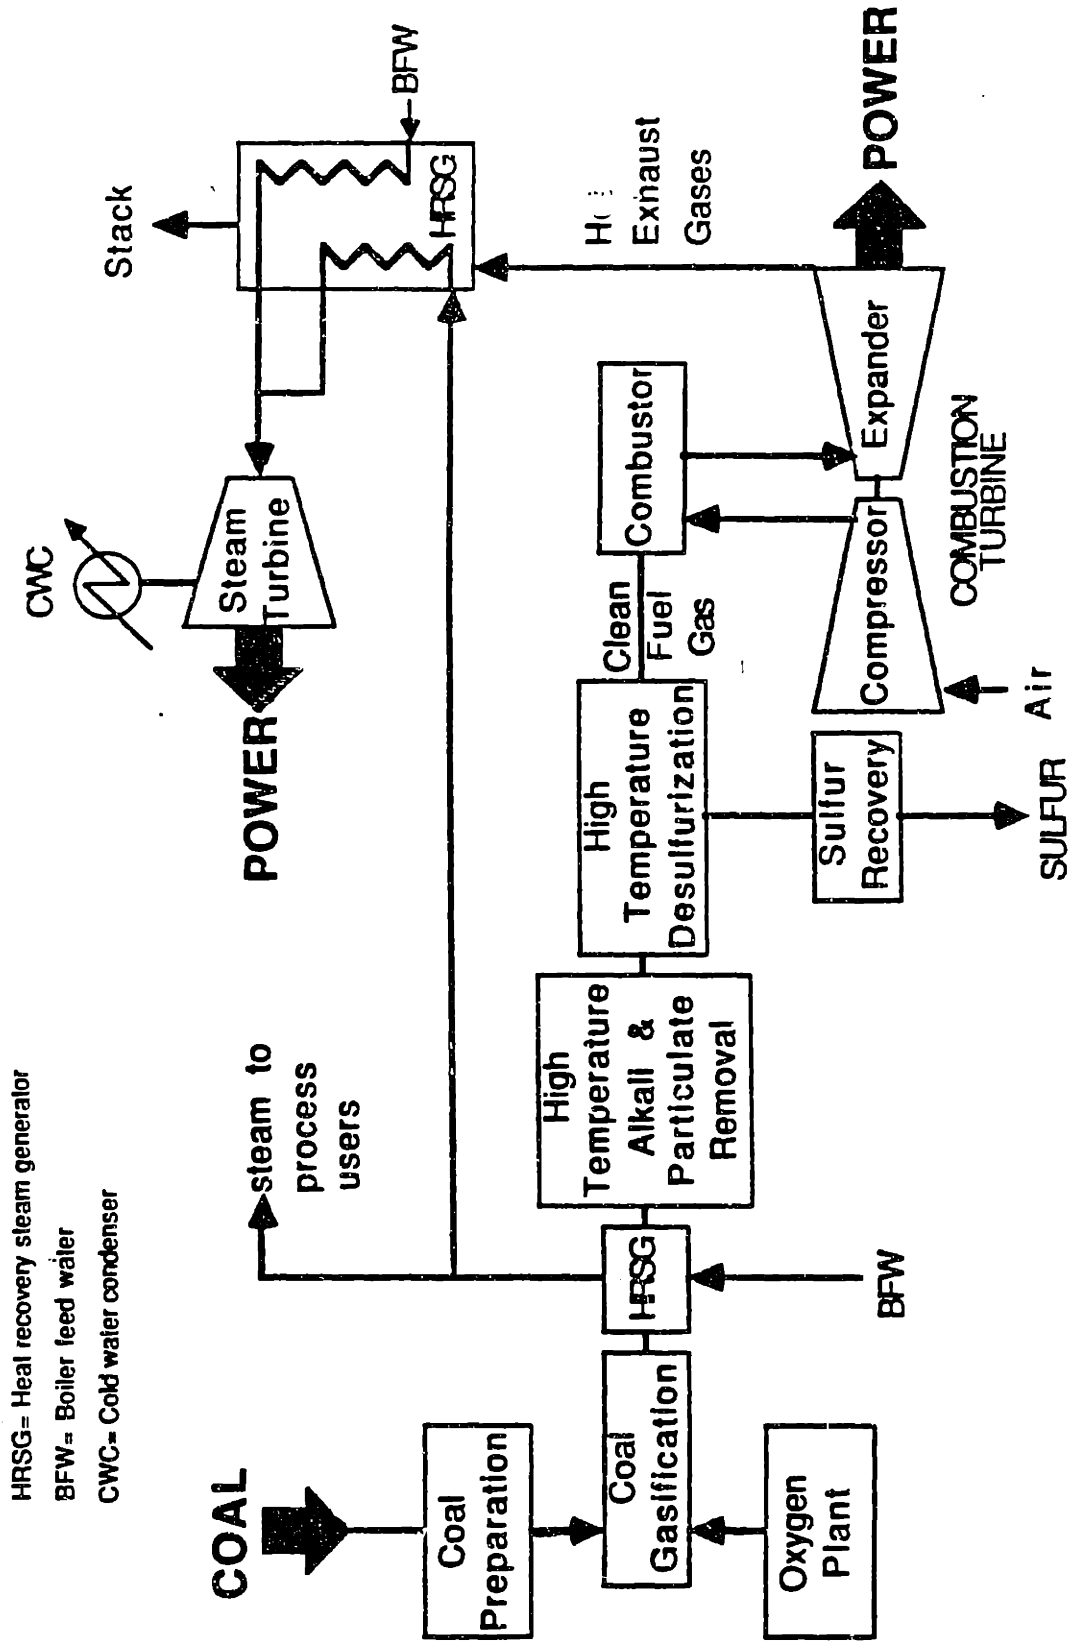 HRSG= Heat recovery steam generator
BFW= Boiler feed water
CWC= Cold water condenser
COAL
Coal
Preparation
Coal
Gasification
Oxygen
Plant
HRSG
BFW
steam to
process
users
High
Temperature
Alkali &
Particulate
Removal
High
Temperature
Desulfurization
Sulfur
Recovery
SULFUR
Clean
Fuel
Gas
Combustor
Compressor
Expander
Air
COMBUSTION
TURBINE
POWER
Exhaust
Gases
HRSG
BFW
Stack
Steam
Turbine
CWC
POWER